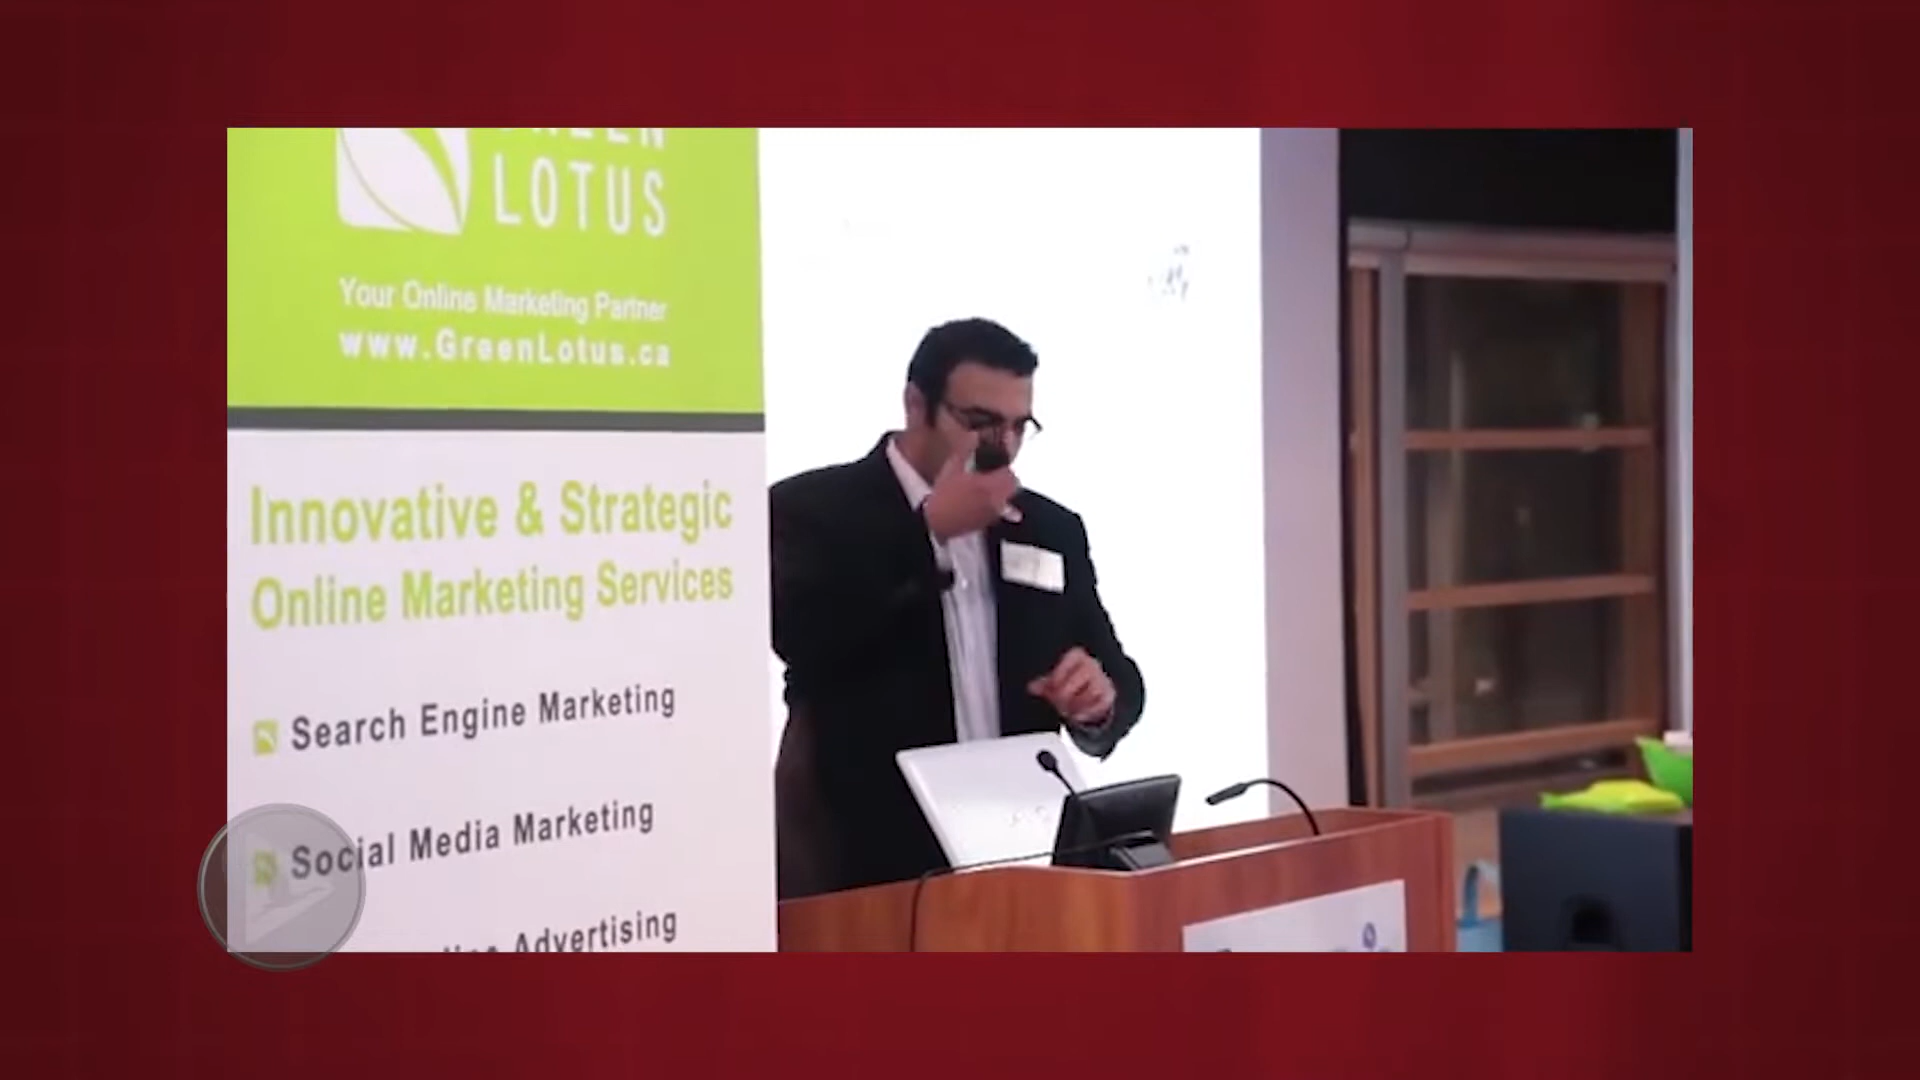 LOTUS
Your Online Marketing Partner
www.GreenLotus.ca
Innovative & Strategic
Online Marketing Services
Search Engine Marketing
Social Media Marketing
Advertising